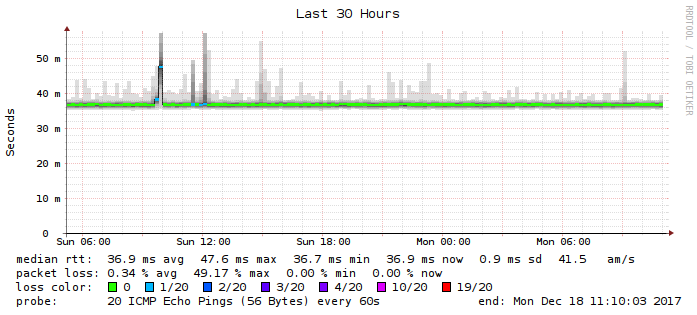 Last 30 Hours
RRDTOOL / TOBI OETIKER
Seconds
50 m
40 m
30 m
20 m
10 m
0
Sun 06:00 Sun 12:00 Sun 18:00 Mon 00:00 Mon 06:00
median rtt: 36.9 ms avg 47.6 ms max 36.7 ms min 36.9 ms now 0.9 ms sd 41.5 am/s
packet loss: 0.34 % avg 49.17 % max 0.00 % min 0.00 % now
loss color: 0 1/20 2/20 3/20 4/20 10/20 19/20
probe: 20 ICMP Echo Pings (56 Bytes) every 60s end: Mon Dec 18 11:10:03 2017